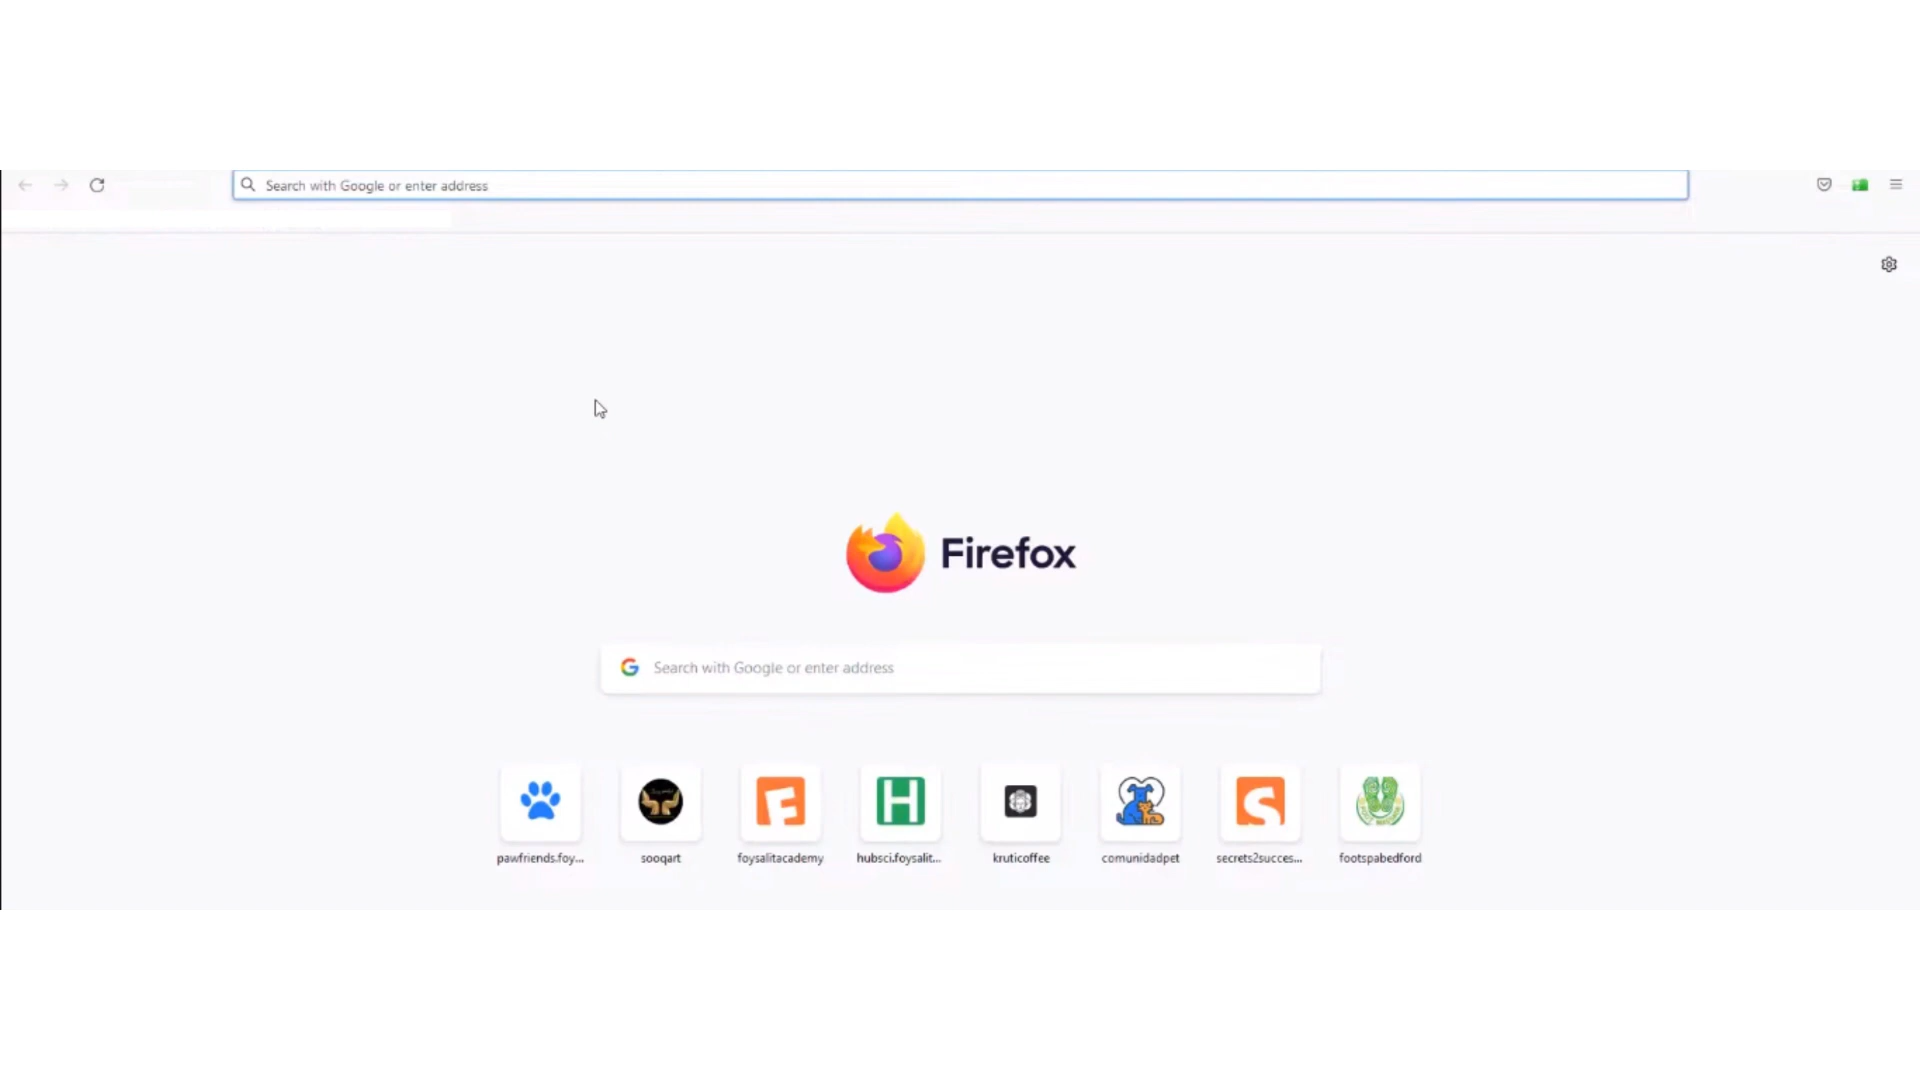 Search with Google or enter address
Firefox
Search with Google or enter address
pawfriends.foy...
sooqart
foysalitacademy
hubsci.foysalit...
kruticoffee
comunidadpet
secrets2succes...
footspabedford